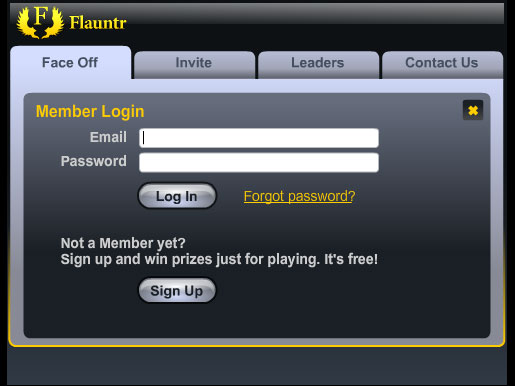 F Flauntr
Face Off Invite Leaders Contact Us
Member Login
Email
Password
Log In Forgot password?
Not a Member yet?
Sign up and win prizes just for playing. It's free!
Sign Up